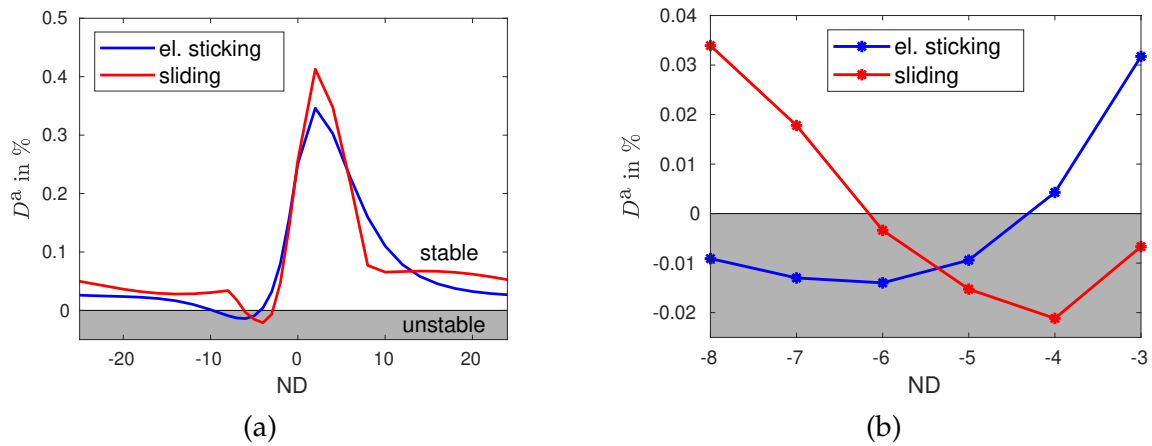 0.5
0.4
0.3
0.2
0.1
0
-20
-10
0
10
20
ND
D^a in %
el. sticking
sliding
stable
unstable
(a)
0.04
0.03
0.02
0.01
0
-0.01
-0.02
-8
-7
-6
-5
-4
-3
ND
D^a in %
el. sticking
sliding
(b)